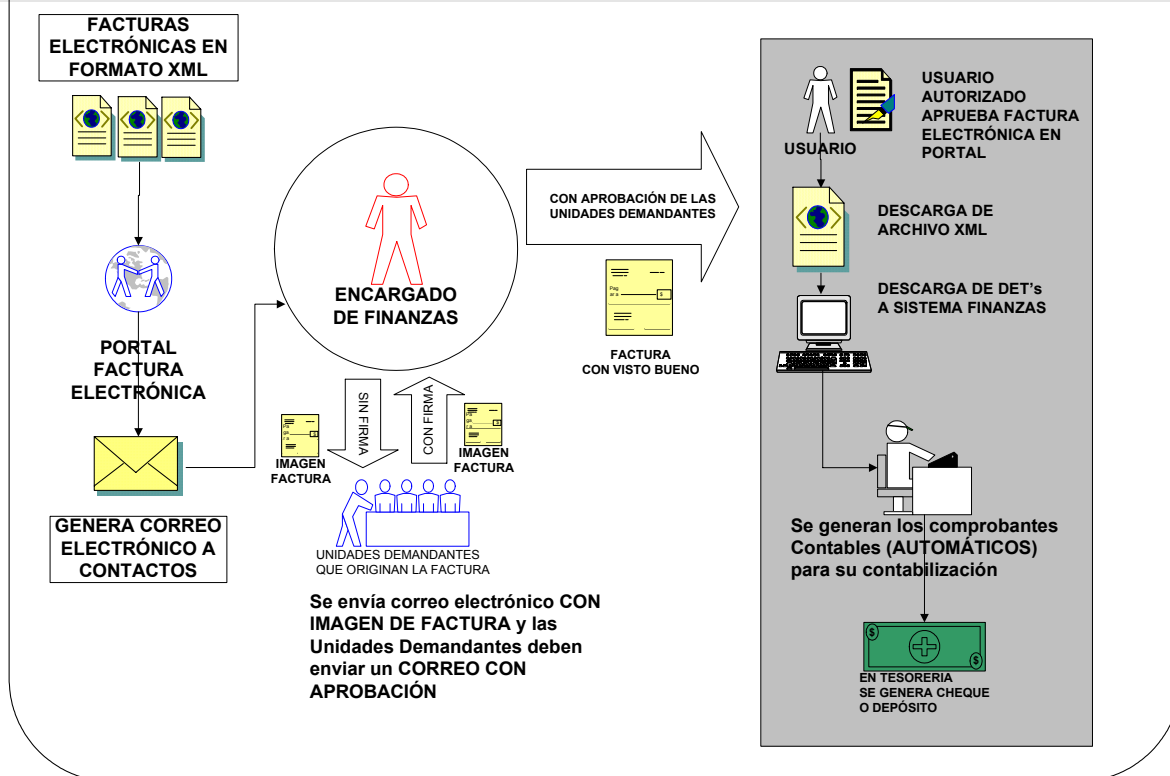 FACTURAS
ELECTRÓNICAS EN
FORMATO XML
PORTAL
FACTURA
ELECTRÓNICA
GENERA CORREO
ELECTRÓNICO A
CONTACTOS
ENCARGADO
DE FINANZAS
SIN FIRMA
CON FIRMA
IMAGEN
FACTURA
IMAGEN
FACTURA
UNIDADES DEMANDANTES
QUE ORIGINAN LA FACTURA
Se envía correo electrónico CON
IMAGEN DE FACTURA y las
Unidades Demandantes deben
enviar un CORREO CON
APROBACIÓN
CON APROBACIÓN DE LAS
UNIDADES DEMANDANTES
Pag
ar a
$
FACTURA
CON VISTO BUENO
USUARIO
USUARIO
AUTORIZADO
APRUEBA FACTURA
ELECTRÓNICA EN
PORTAL
DESCARGA DE
ARCHIVO XML
DESCARGA DE DET's
A SISTEMA FINANZAS
Se generan los comprobantes
Contables (AUTOMÁTICOS)
para su contabilización
$
$
EN TESORERIA
SE GENERA CHEQUE
O DEPÓSITO